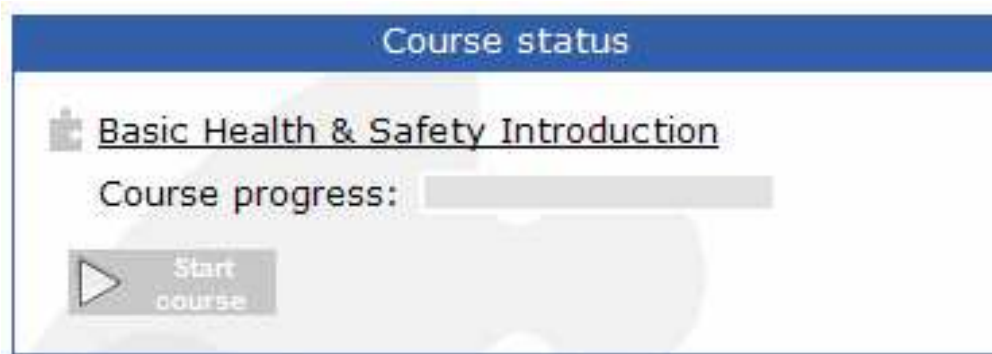 Course status
Basic Health & Safety Introduction
Course progress:
Start
course